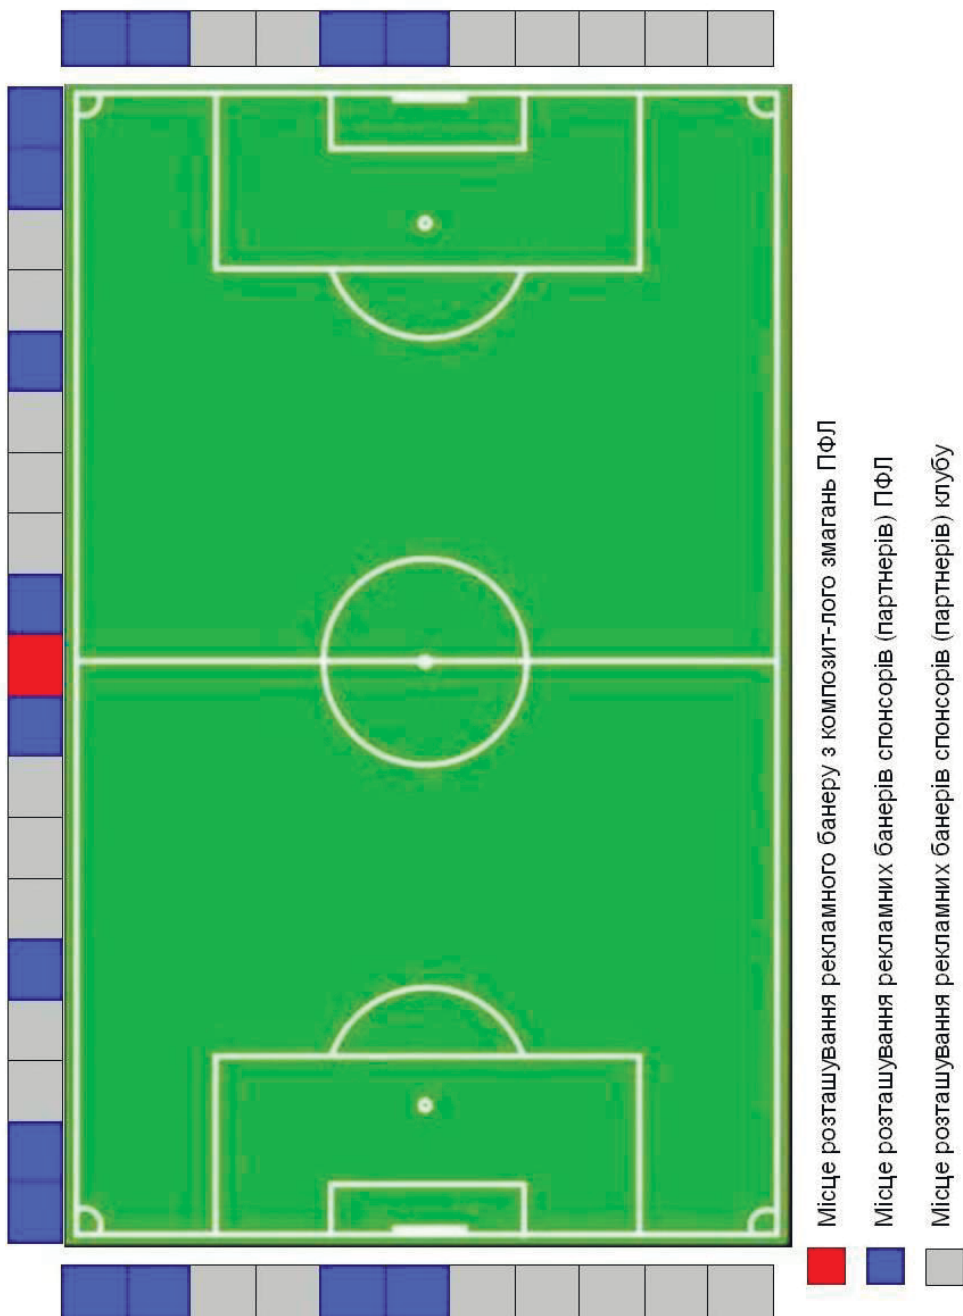 Місце розташування рекламного банеру з композит-лого змагань ПФЛ
Місце розташування рекламних банерів спонсорів (партнерів) ПФЛ
Місце розташування рекламних банерів спонсорів (партнерів) клубу